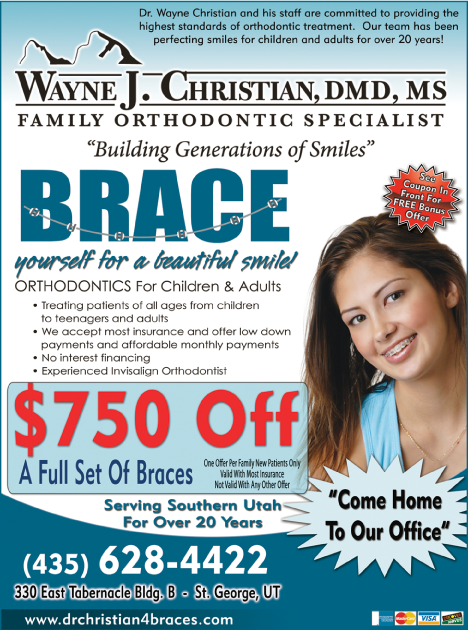 Dr. Wayne Christian and his staff are committed to providing the
highest standards of orthodontic treatment. Our team has been
perfecting smiles for children and adults for over 20 years!
WAYNE J. CHRISTIAN, DMD, MS
FAMILY ORTHODONTIC SPECIALIST
“Building Generations of Smiles”
BRACE
yourself for a beautiful smile!
See
Coupon In
Front For
FREE Bonus
Offer
ORTHODONTICS For Children & Adults
• Treating patients of all ages from children
to teenagers and adults
• We accept most insurance and offer low down
payments and affordable monthly payments
• No interest financing
• Experienced Invisalign Orthodontist
$750 Off
A Full Set Of Braces
One Offer Per Family New Patients Only
Valid With Most Insurance
Not Valid With Any Other Offer
Serving Southern Utah
For Over 20 Years
“Come Home
To Our Office“
(435) 628-4422
330 East Tabernacle Bldg. B - St. George, UT
www.drchristian4braces.com
VISA